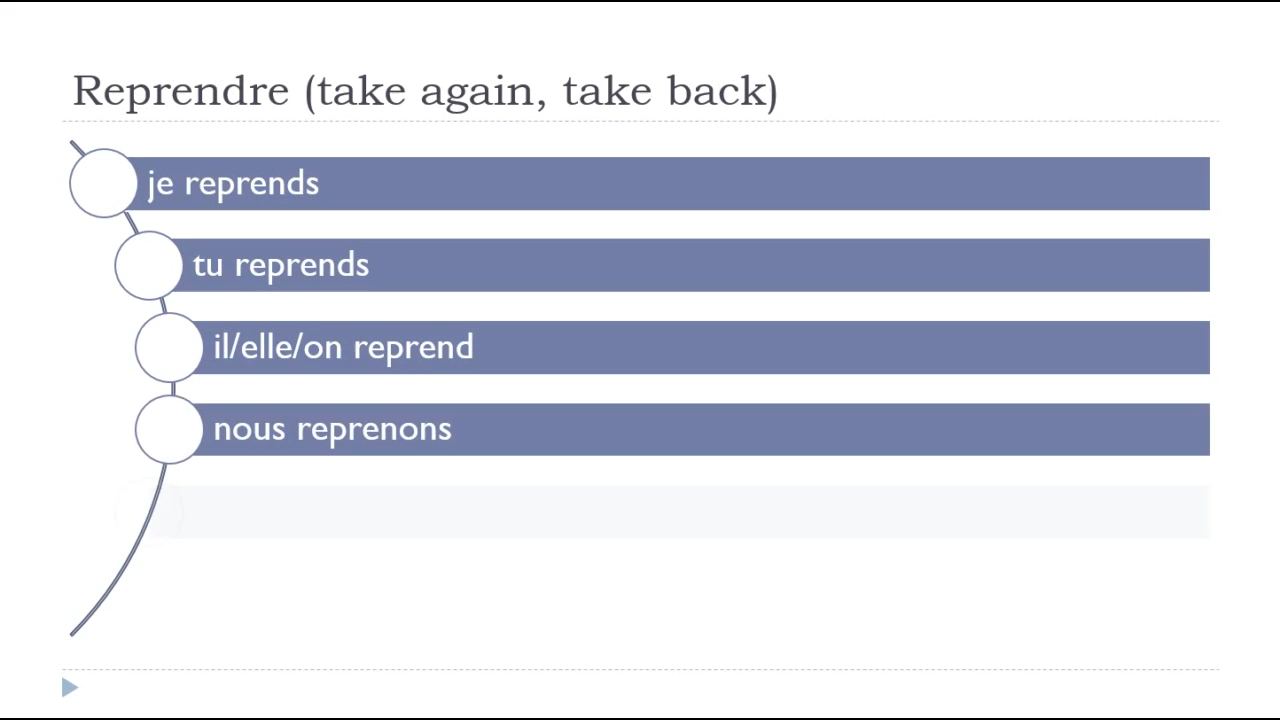 Reprendre (take again, take back)
je reprends
tu reprends
il/elle/on reprend
nous reprenons